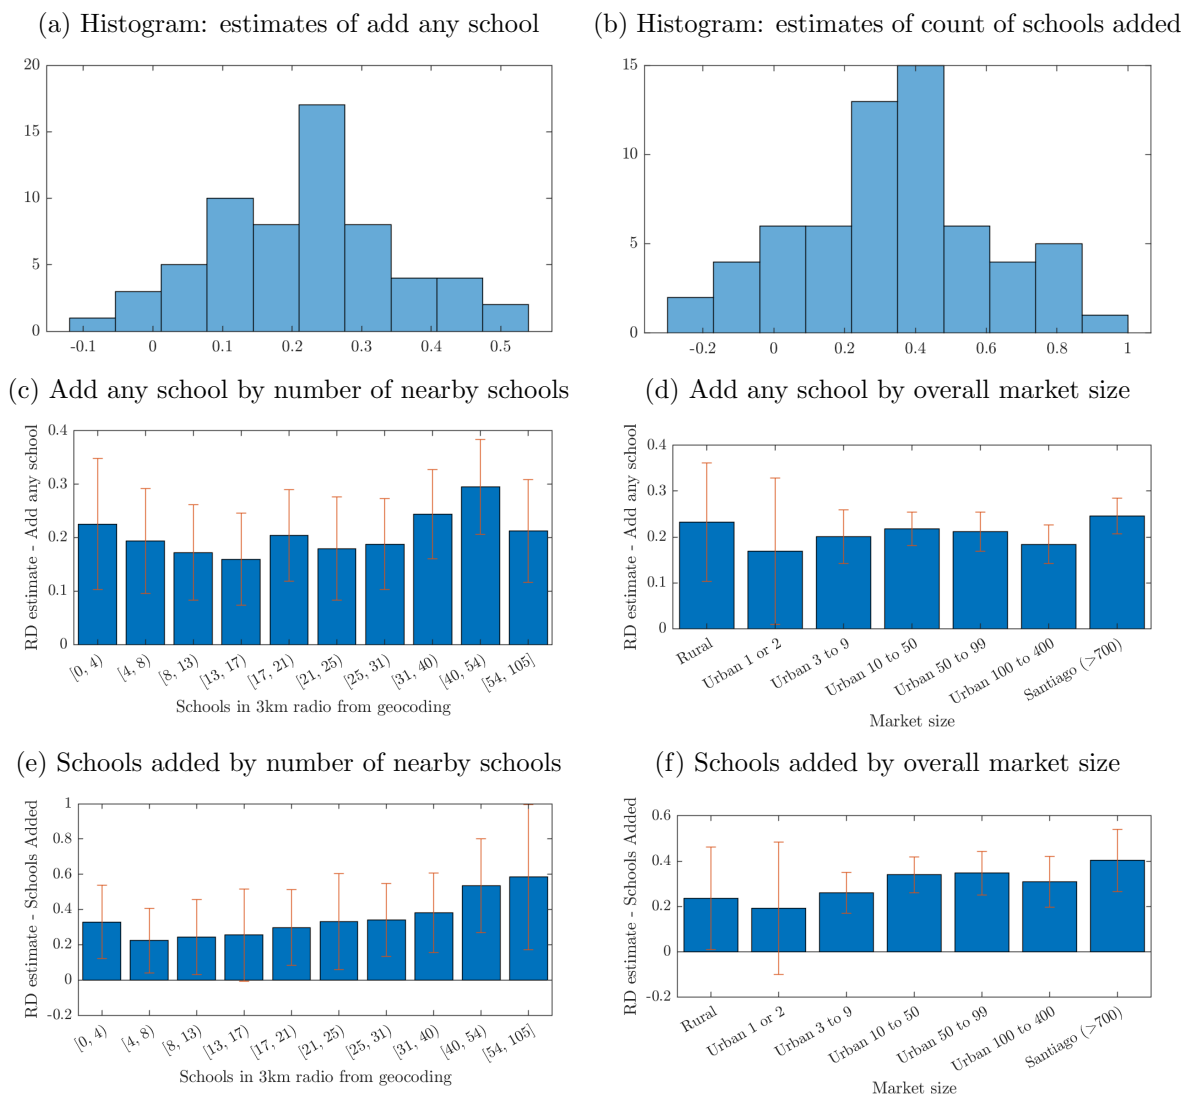 (a) Histogram: estimates of add any school
20
15
10
5
0
-0.1 0 0.1 0.2 0.3 0.4 0.5
(b) Histogram: estimates of count of schools added
15
10
5
0
-0.2 0 0.2 0.4 0.6 0.8 1
(c) Add any school by number of nearby schools
RD estimate - Add any school
0.4
0.3
0.2
0.1
0
[0, 4) [4, 8) [8, 13) [13, 17) [17, 21) [21, 25) [25, 31) [31, 40) [40, 54) [54, 105]
Schools in 3km radio from geocoding
(d) Add any school by overall market size
RD estimate - Add any school
0.4
0.3
0.2
0.1
0
Rural Urban 1 or 2 Urban 3 to 9 Urban 10 to 50 Urban 50 to 99 Urban 100 to 400 Santiago (>700)
Market size
(e) Schools added by number of nearby schools
RD estimate - Schools Added
1
0.8
0.6
0.4
0.2
0
-0.2
[0, 4) [4, 8) [8, 13) [13, 17) [17, 21) [21, 25) [25, 31) [31, 40) [40, 54) [54, 105]
Schools in 3km radio from geocoding
(f) Schools added by overall market size
RD estimate - Schools Added
0.6
0.4
0.2
0
-0.2
Rural Urban 1 or 2 Urban 3 to 9 Urban 10 to 50 Urban 50 to 99 Urban 100 to 400 Santiago (>700)
Market size